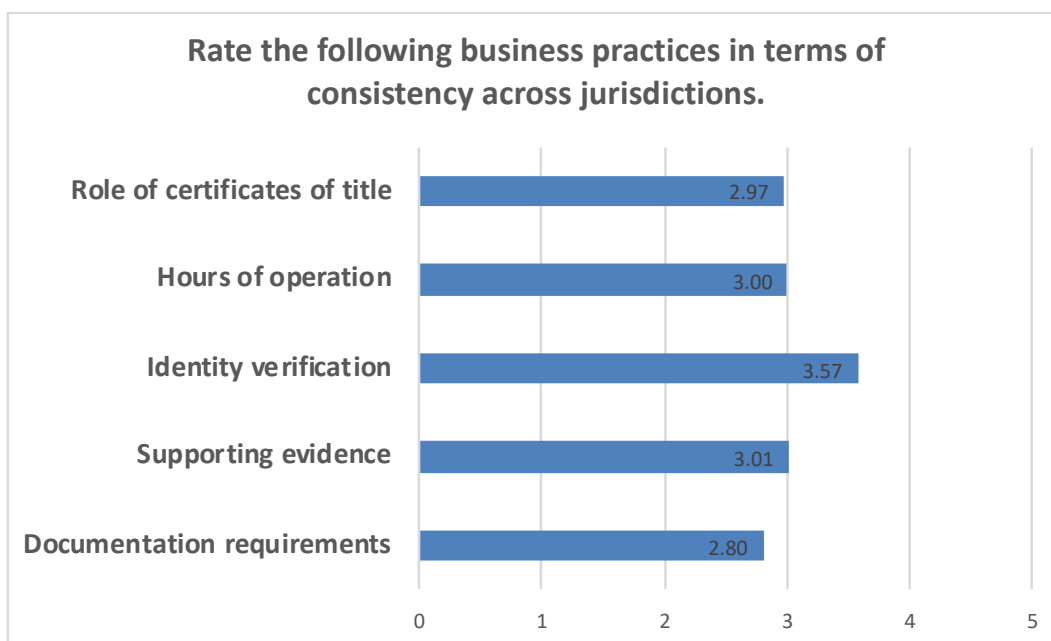 Rate the following business practices in terms of
consistency across jurisdictions.
Role of certificates of title
2.97
Hours of operation
3.00
Identity verification
3.57
Supporting evidence
3.01
Documentation requirements
2.80
0 1 2 3 4 5